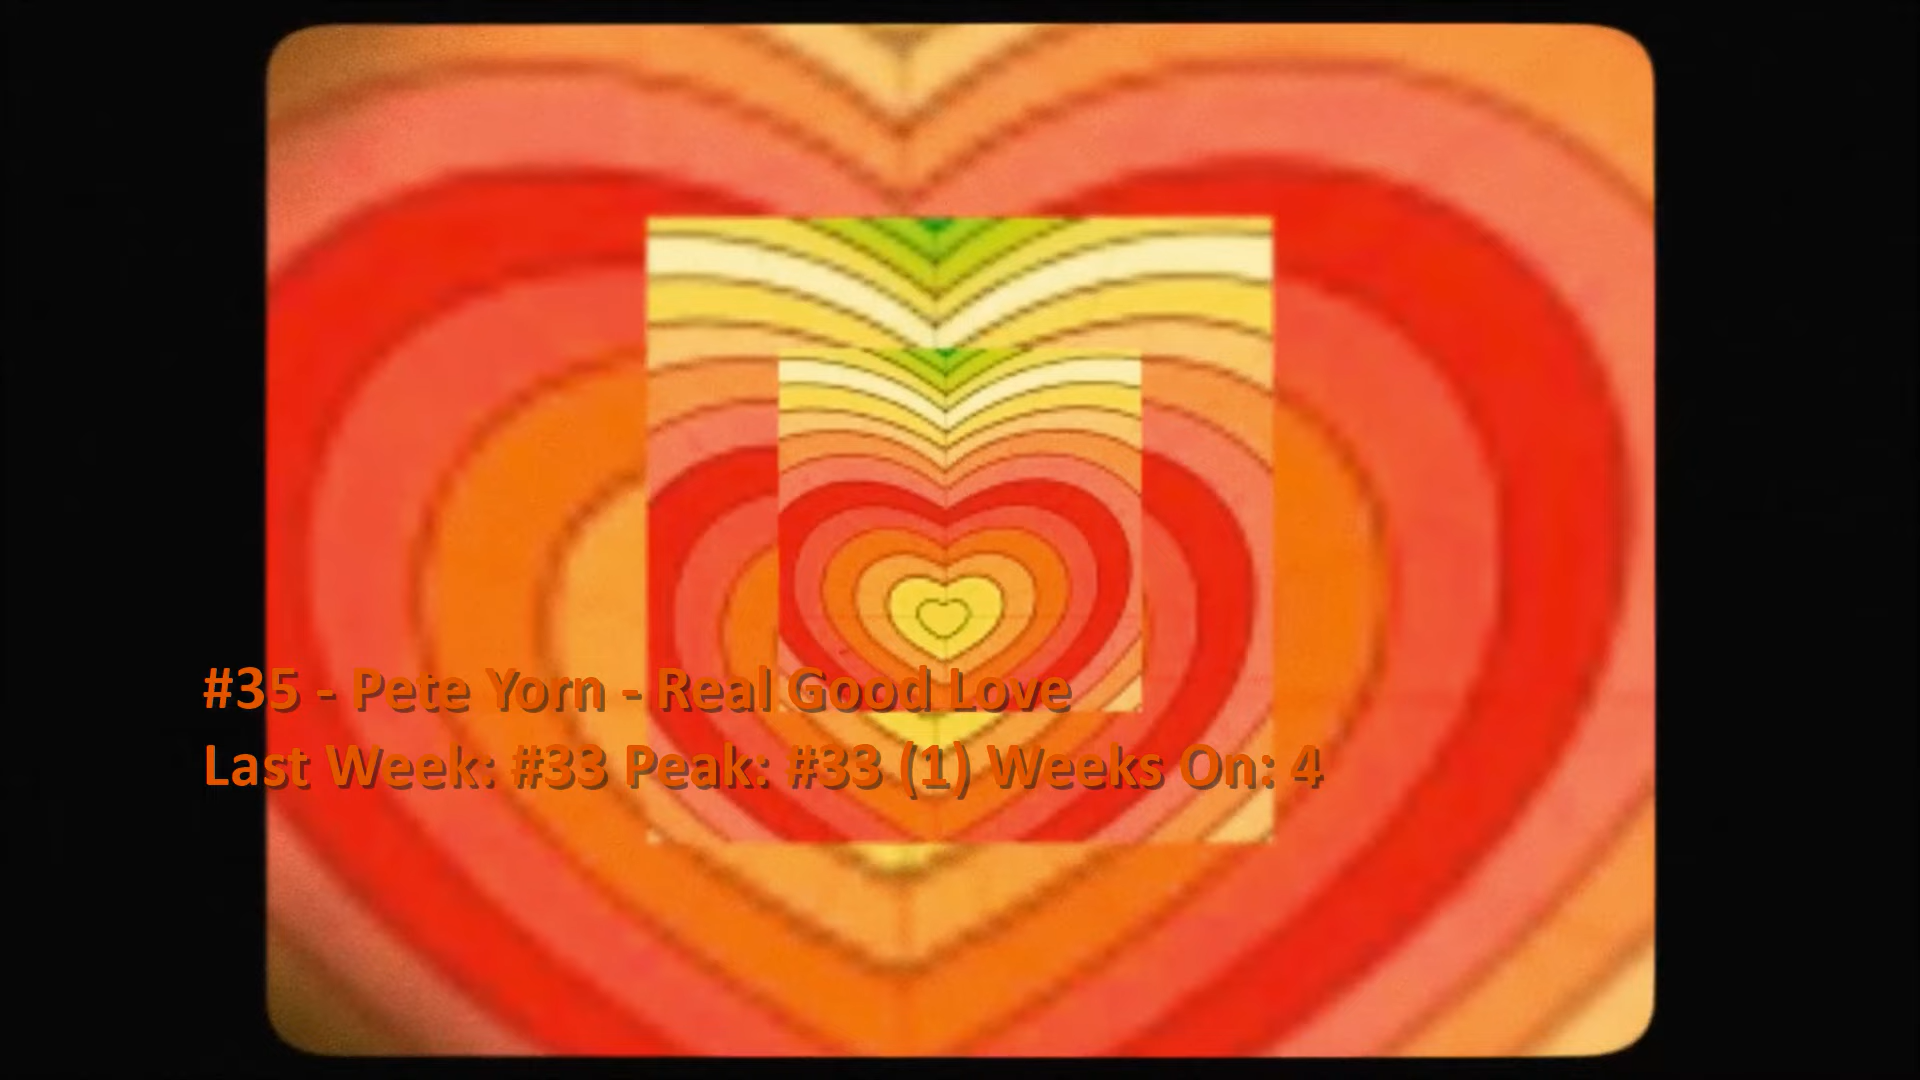 #35 - Pete Yorn - Real Good Love
Last Week: #33 Peak: #33 (1) Weeks On: 4